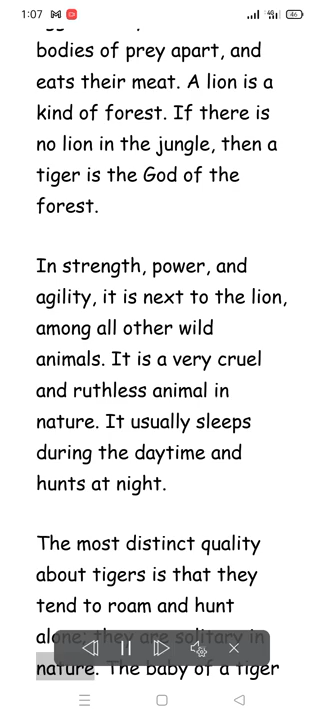 1:07
46
bodies of prey apart, and
eats their meat. A lion is a
kind of forest. If there is
no lion in the jungle, then a
tiger is the God of the
forest.
In strength, power, and
agility, it is next to the lion,
among all other wild
animals. It is a very cruel
and ruthless animal in
nature. It usually sleeps
during the daytime and
hunts at night.
The most distinct quality
about tigers is that they
tend to roam and hunt
alone; they are solitary in
nature. The baby of a tiger